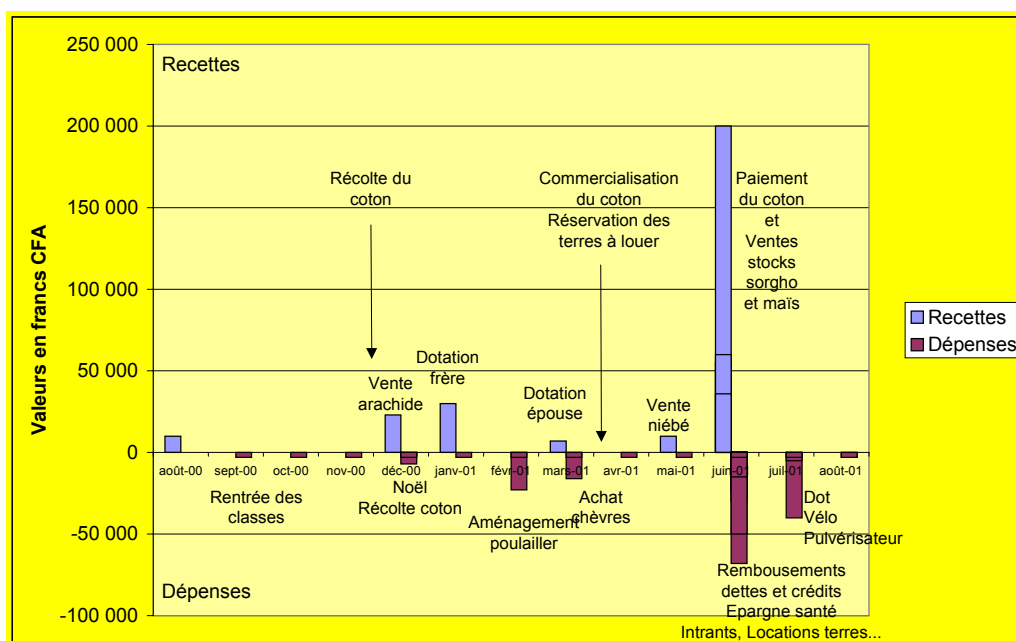 250 000
Recettes
200 000
150 000
100 000
50 000
0
-50 000
-100 000
Valeurs en francs CFA
Récolte du
coton
Commercialisation
du coton
Réservation des
terres à louer
Paiement
du coton
et
Ventes
stocks
sorgho
et maïs
Vente
arachide
Dotation
frère
Dotation
épouse
Vente
niébé
août-00 sept-00 oct-00 nov-00 déc-00 janv-01 févr-01 mars-01 avr-01 mai-01 juin-01 juil-01 août-01
Rentrée des
classes
Noël
Récolte coton
Aménagement
poulailler
Achat
chèvres
Dot
Vélo
Pulvérisateur
Rembousements
dettes et crédits
Epargne santé
Intrants, Locations terres...
Dépenses
Recettes
Dépenses